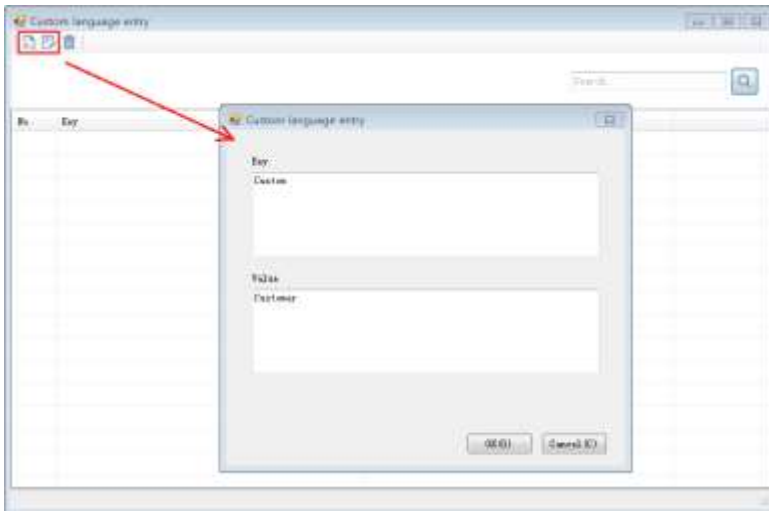 Custom language entry
Search
No
Key
Custom language entry
Key
Custom
Value
Customer
OK(O)
Cancel(C)